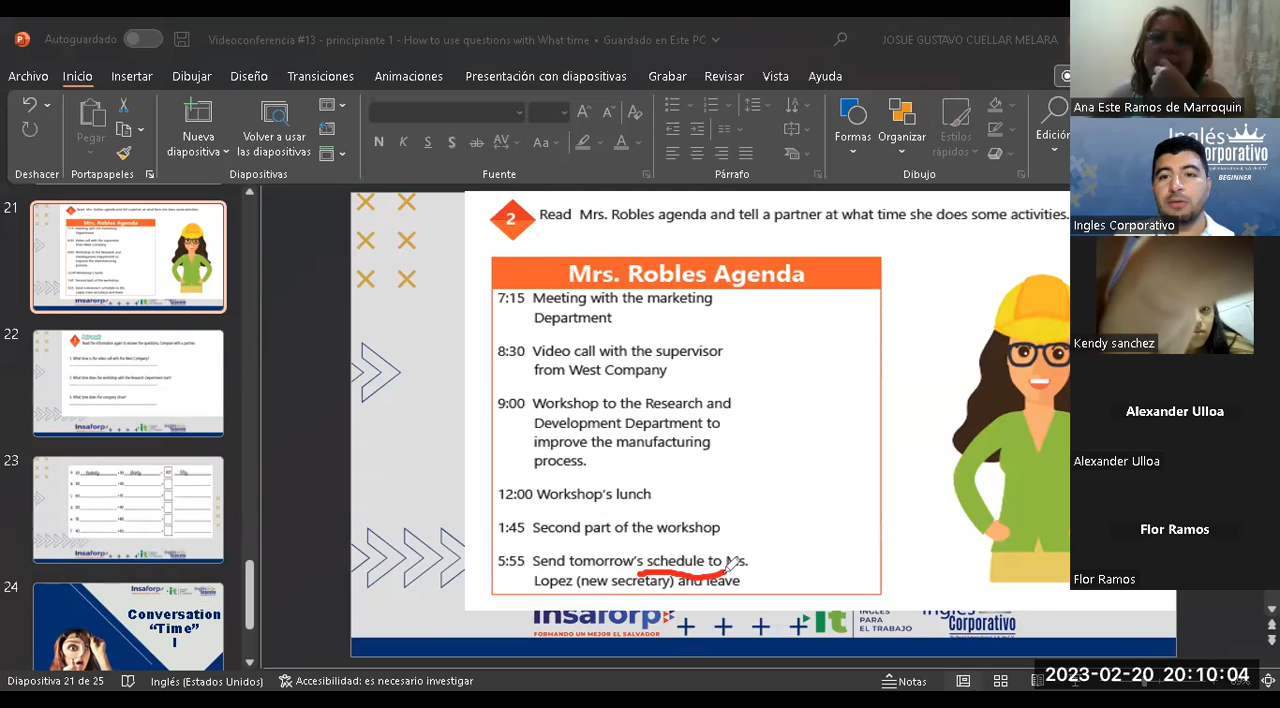 Autoguardado
Videoconferencia #13 - principiante 1 - How to use questions with What time • Guardado en Este PC
JOSUE GUSTAVO CUELLAR MELARA
Archivo Inicio Insertar Dibujar Diseño Transiciones Animaciones Presentación con diapositivas Grabar Revisar Vista Ayuda
Pegar
Nueva
diapositiva
Volver a usar
las diapositivas
N K S S ab AV Aa A
Formas
Organizar
Estilos
rápidos
Edición
Deshacer
Portapapeles
Diapositivas
Fuente
Párrafo
Dibujo
21
22
23
24
Conversation
"Time"
I
2
Read Mrs. Robles agenda and tell a partner at what time she does some activities.
Mrs. Robles Agenda
7:15 Meeting with the marketing
Department
8:30 Video call with the supervisor
from West Company
9:00 Workshop to the Research and
Development Department to
improve the manufacturing
process.
12:00 Workshop's lunch
1:45 Second part of the workshop
5:55 Send tomorrow's schedule to Ms.
Lopez (new secretary) and leave
insaforp
FORMANDO UN MEJOR EL SALVADOR
it
INGLÉS
PARA
EL TRABAJO
Inglés
Corporativo
Ana Este Ramos de Marroquin
Inglés
Corporativo
BEGINNER
Ingles Corporativo
Kendy sanchez
Alexander Ulloa
Alexander Ulloa
Flor Ramos
Flor Ramos
Diapositiva 21 de 25
Inglés (Estados Unidos)
Accesibilidad: es necesario investigar
Notas
2023-02-20 20:10:04